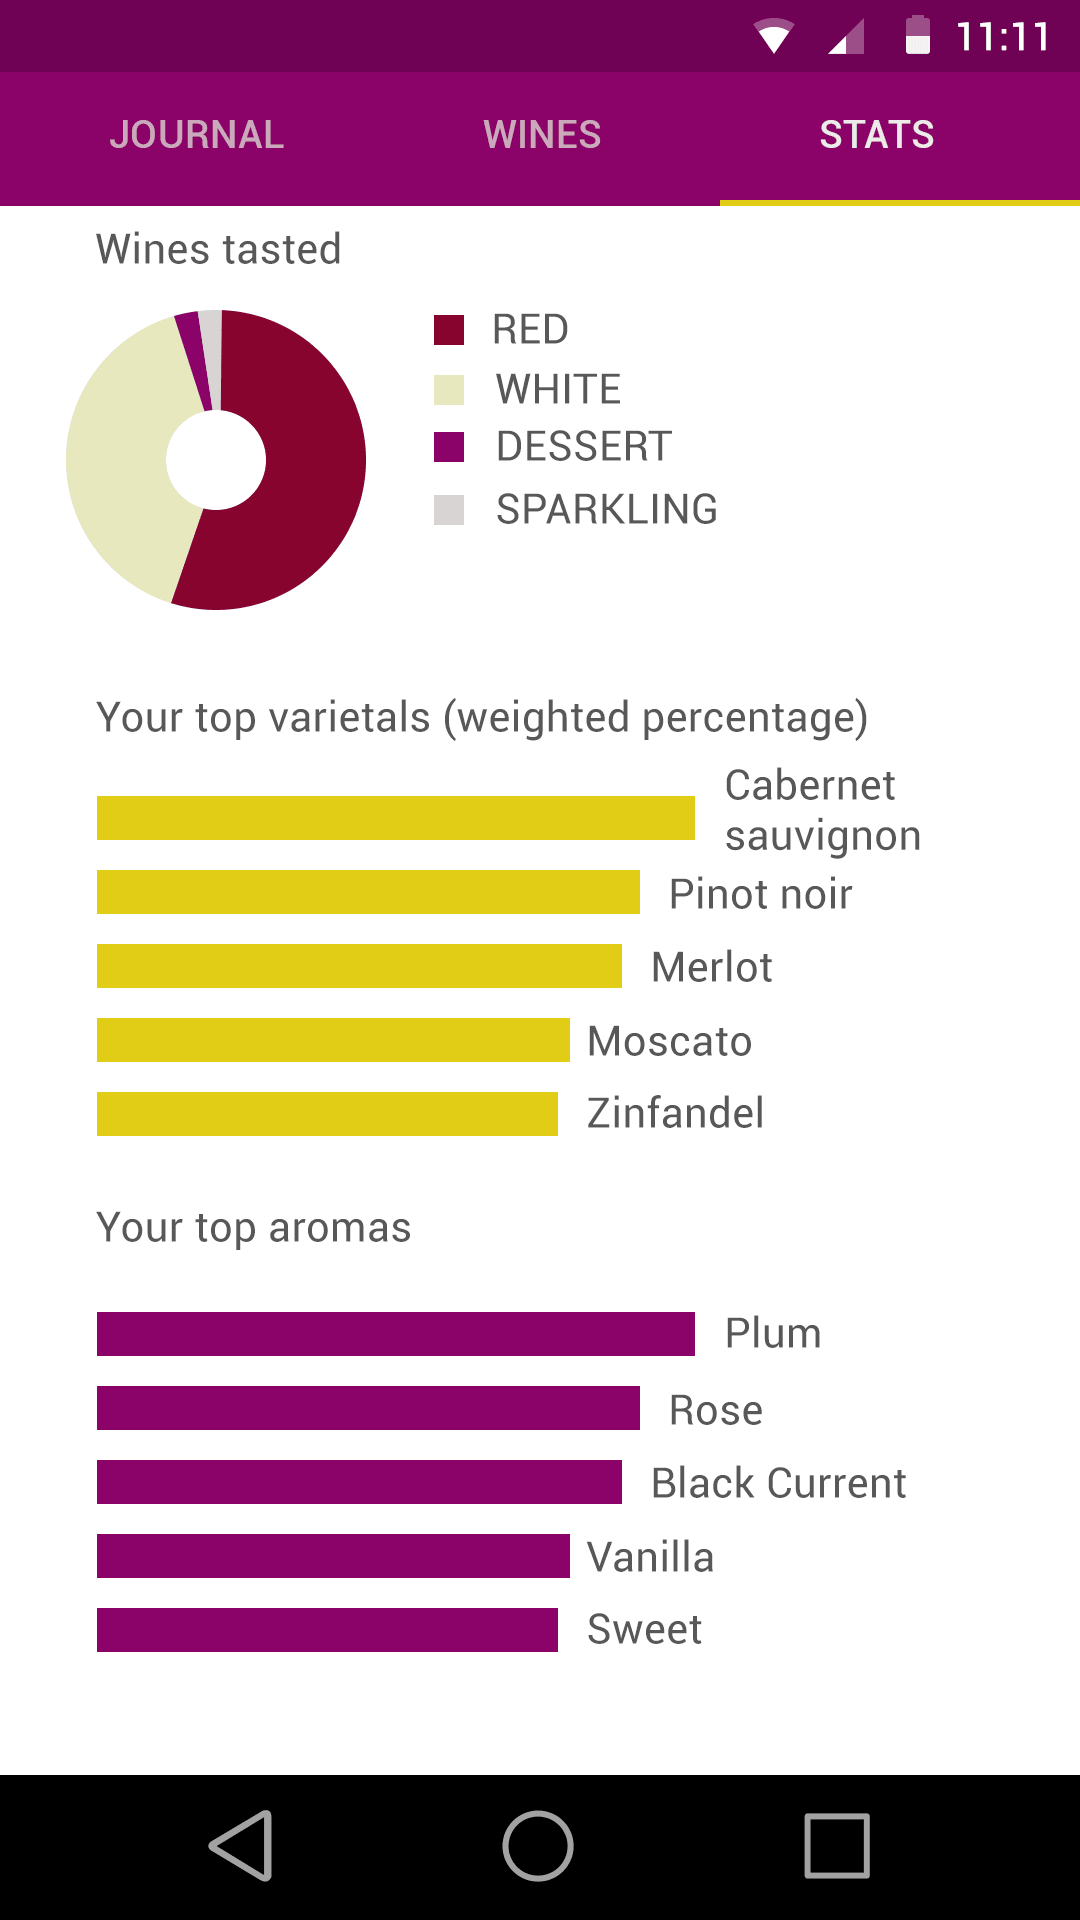 11:11
JOURNAL WINES STATS
Wines tasted
RED
WHITE
DESSERT
SPARKLING
Your top varietals (weighted percentage)
Cabernet
sauvignon
Pinot noir
Merlot
Moscato
Zinfandel
Your top aromas
Plum
Rose
Black Current
Vanilla
Sweet